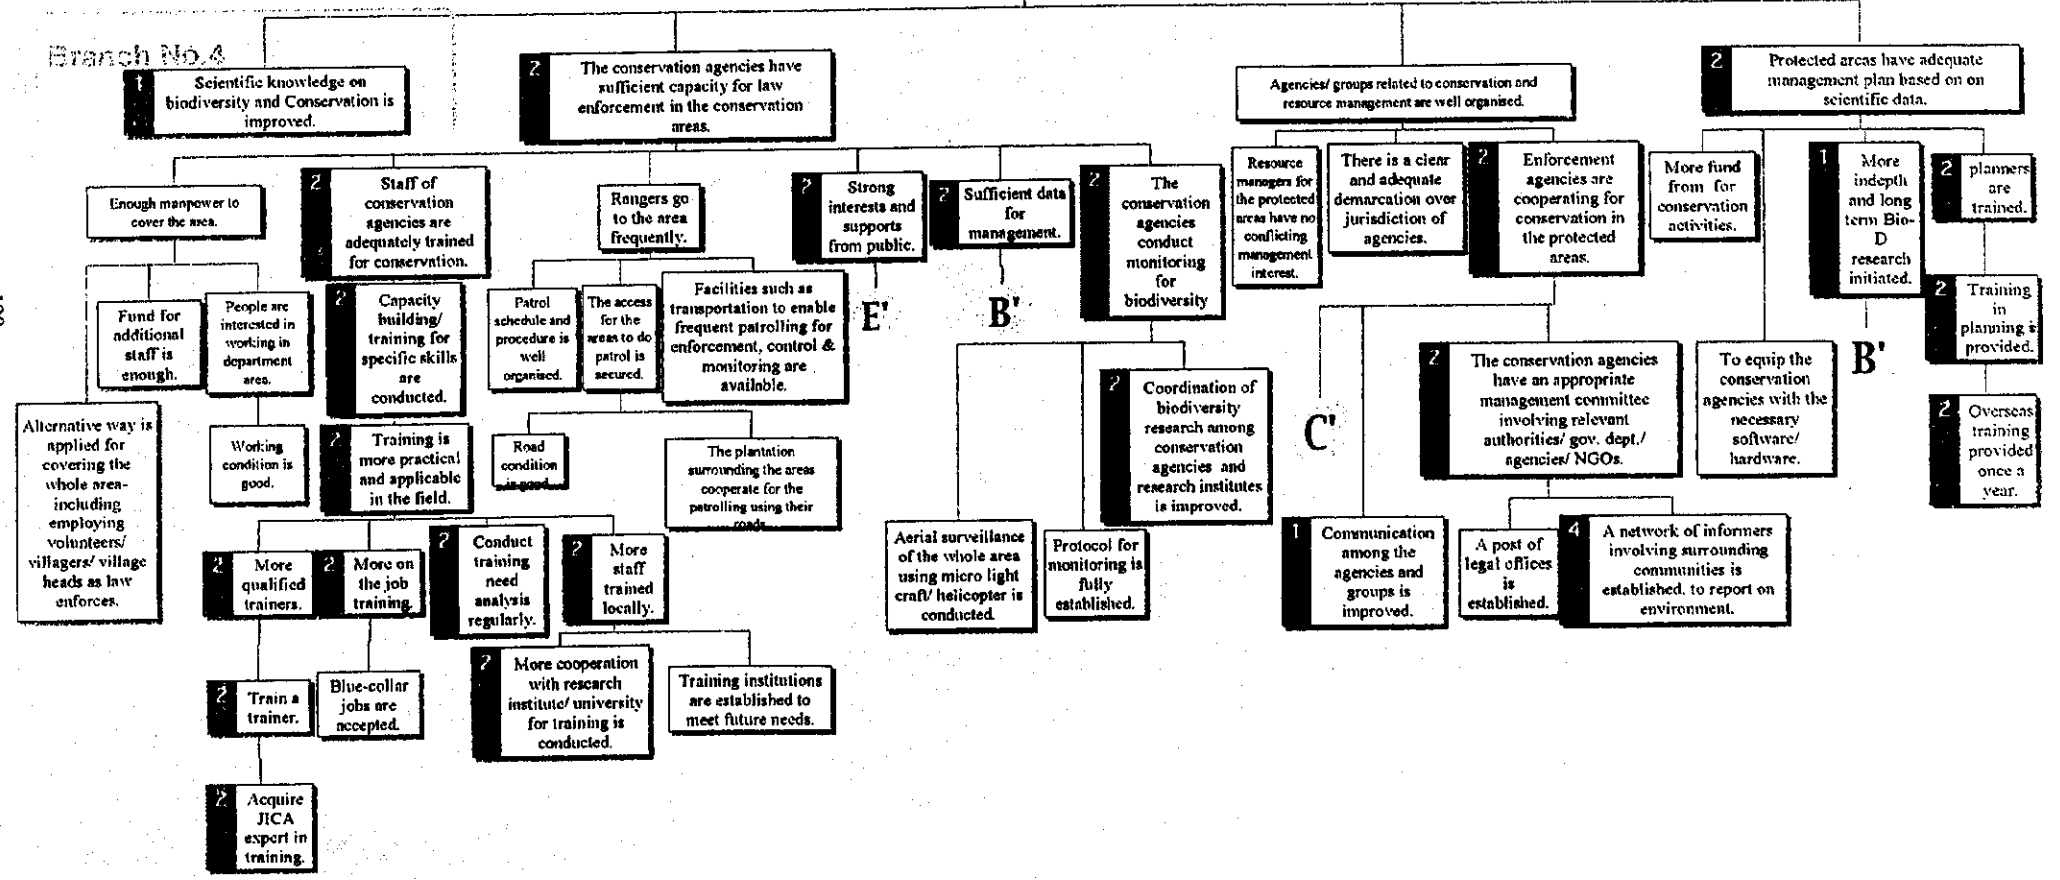 Branch No.4
1
Scientific knowledge on
biodiversity and Conservation is
improved.
2
The conservation agencies have
sufficient capacity for law
enforcement in the conservation
areas.
Agencies/ groups related to conservation and
resource management are well organised.
2
Protected areas have adequate
management plan based on on
scientific data.
Enough manpower to
cover the area.
2
Staff of
conservation
agencies are
adequately trained
for conservation.
Rangers go
to the area
frequently.
2
Strong
interests and
supports
from public.
2
Sufficient data
for
management.
2
The
conservation
agencies
conduct
monitoring
for
biodiversity
Resource
managers for
the protected
areas have no
conflicting
management
interest.
There is a clear
and adequate
demarcation over
jurisdiction of
agencies.
2
Enforcement
agencies are
cooperating for
conservation in
the protected
areas.
More fund
from for
conservation
activities.
1
More
indepth
and long
term Bio-
D
research
initiated.
2
planners
are
trained.
Fund for
additional
staff is
enough.
People are
interested in
working in
department
area.
2
Capacity
building/
training for
specific skills
are
conducted.
Patrol
schedule and
procedure is
well
organised.
The access
for the
areas to do
patrol is
secured.
Facilities such as
transportation to enable
frequent patrolling for
enforcement, control &
monitoring are
available.
E'
B'
2
Training
in
planning is
provided.
Alternative way is
applied for
covering the
whole area-
including
employing
volunteers/
villagers/ village
heads as law
enforces.
Working
condition is
good.
2
Training is
more practical
and applicable
in the field.
Road
condition
is good.
The plantation
surrounding the areas
cooperate for the
patrolling using their
roads.
2
Coordination of
biodiversity
research among
conservation
agencies and
research institutes
is improved.
C'
2
The conservation agencies
have an appropriate
management committee
involving relevant
authorities/ gov. dept./
agencies/ NGOs.
To equip the
conservation
agencies with the
necessary
software/
hardware.
B'
2
Overseas
training
provided
once a
year.
2
More
qualified
trainers.
2
More on
the job
training.
2
Conduct
training
need
analysis
regularly.
2
More
staff
trained
locally.
Aerial surveillance
of the whole area
using micro light
craft/ helicopter is
conducted.
Protocol for
monitoring is
fully
established.
1
Communication
among the
agencies and
groups is
improved.
A post of
legal offices
is
established.
4
A network of informers
involving surrounding
communities is
established. to report on
environment.
2
Train a
trainer.
Blue-collar
jobs are
accepted.
2
More cooperation
with research
institute/ university
for training is
conducted.
Training institutions
are established to
meet future needs.
2
Acquire
JICA
expert in
training.